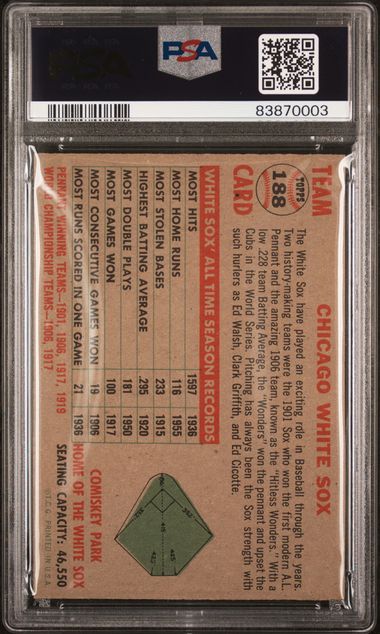 PSA
PSA
83870003
TEAM
TOPPS
188
CARD
CHICAGO WHITE SOX
The White Sox have played an exciting role in Baseball through the years.
Two history-making teams were the 1901 Sox who won the first modern A.L.
Pennant and the amazing 1906 team, known as the "Hitless Wonders." With a
low .228 team Batting Average, the "Wonders" won the pennant and upset the
Cubs in the World Series. Pitching has always been the Sox strength with
such hurlers as Ed Walsh, Clark Griffith, and Ed Cicotte.
WHITE SOX' ALL TIME SEASON RECORDS
MOST HITS 1597 1936
MOST HOME RUNS 116 1955
MOST STOLEN BASES 233 1915
HIGHEST BATTING AVERAGE .295 1920
MOST DOUBLE PLAYS 181 1950
MOST GAMES WON 100 1917
MOST CONSECUTIVE GAMES WON 19 1906
MOST RUNS SCORED IN ONE GAME 21 1936
PENNANT-WINNING TEAMS—1901, 1906, 1917, 1919
WORLD CHAMPIONSHIP TEAMS—1906, 1917
352
415
COMISKEY PARK
HOME OF THE WHITE SOX
SEATING CAPACITY: 46,550
©T.C.G. PRINTED IN U.S.A.